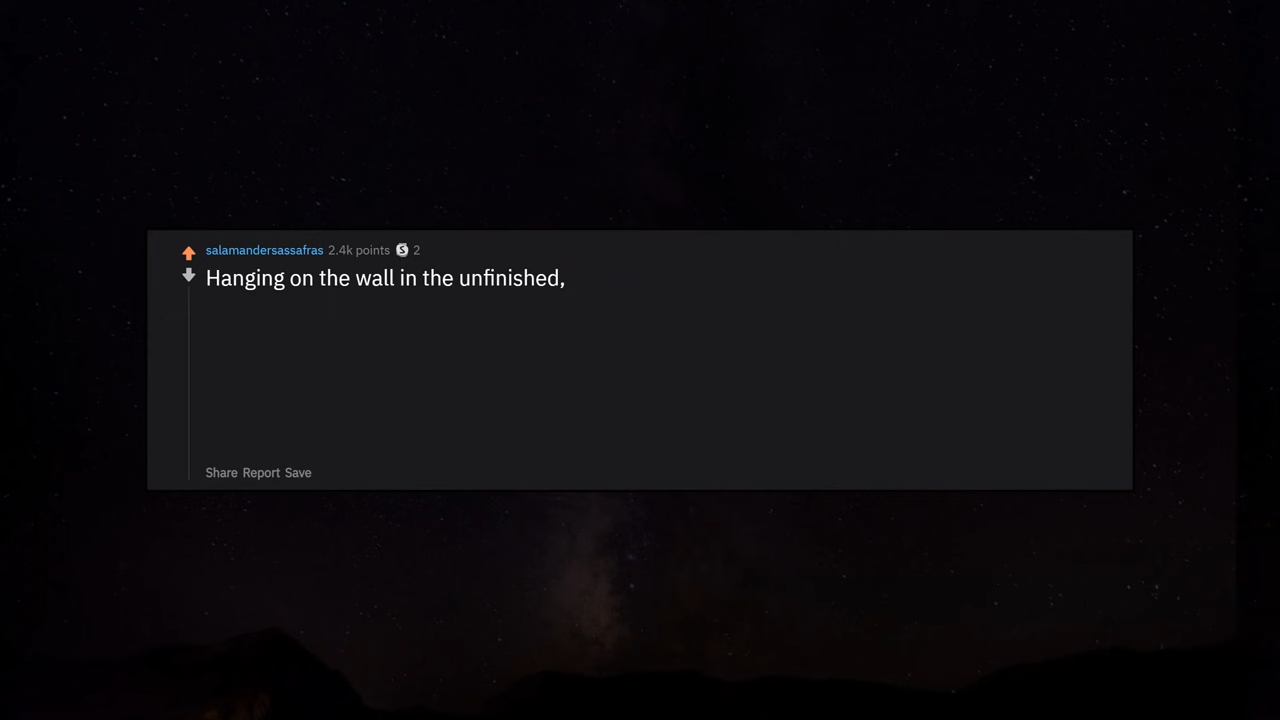 salamandersassafras 2.4k points S 2
Hanging on the wall in the unfinished,
Share Report Save